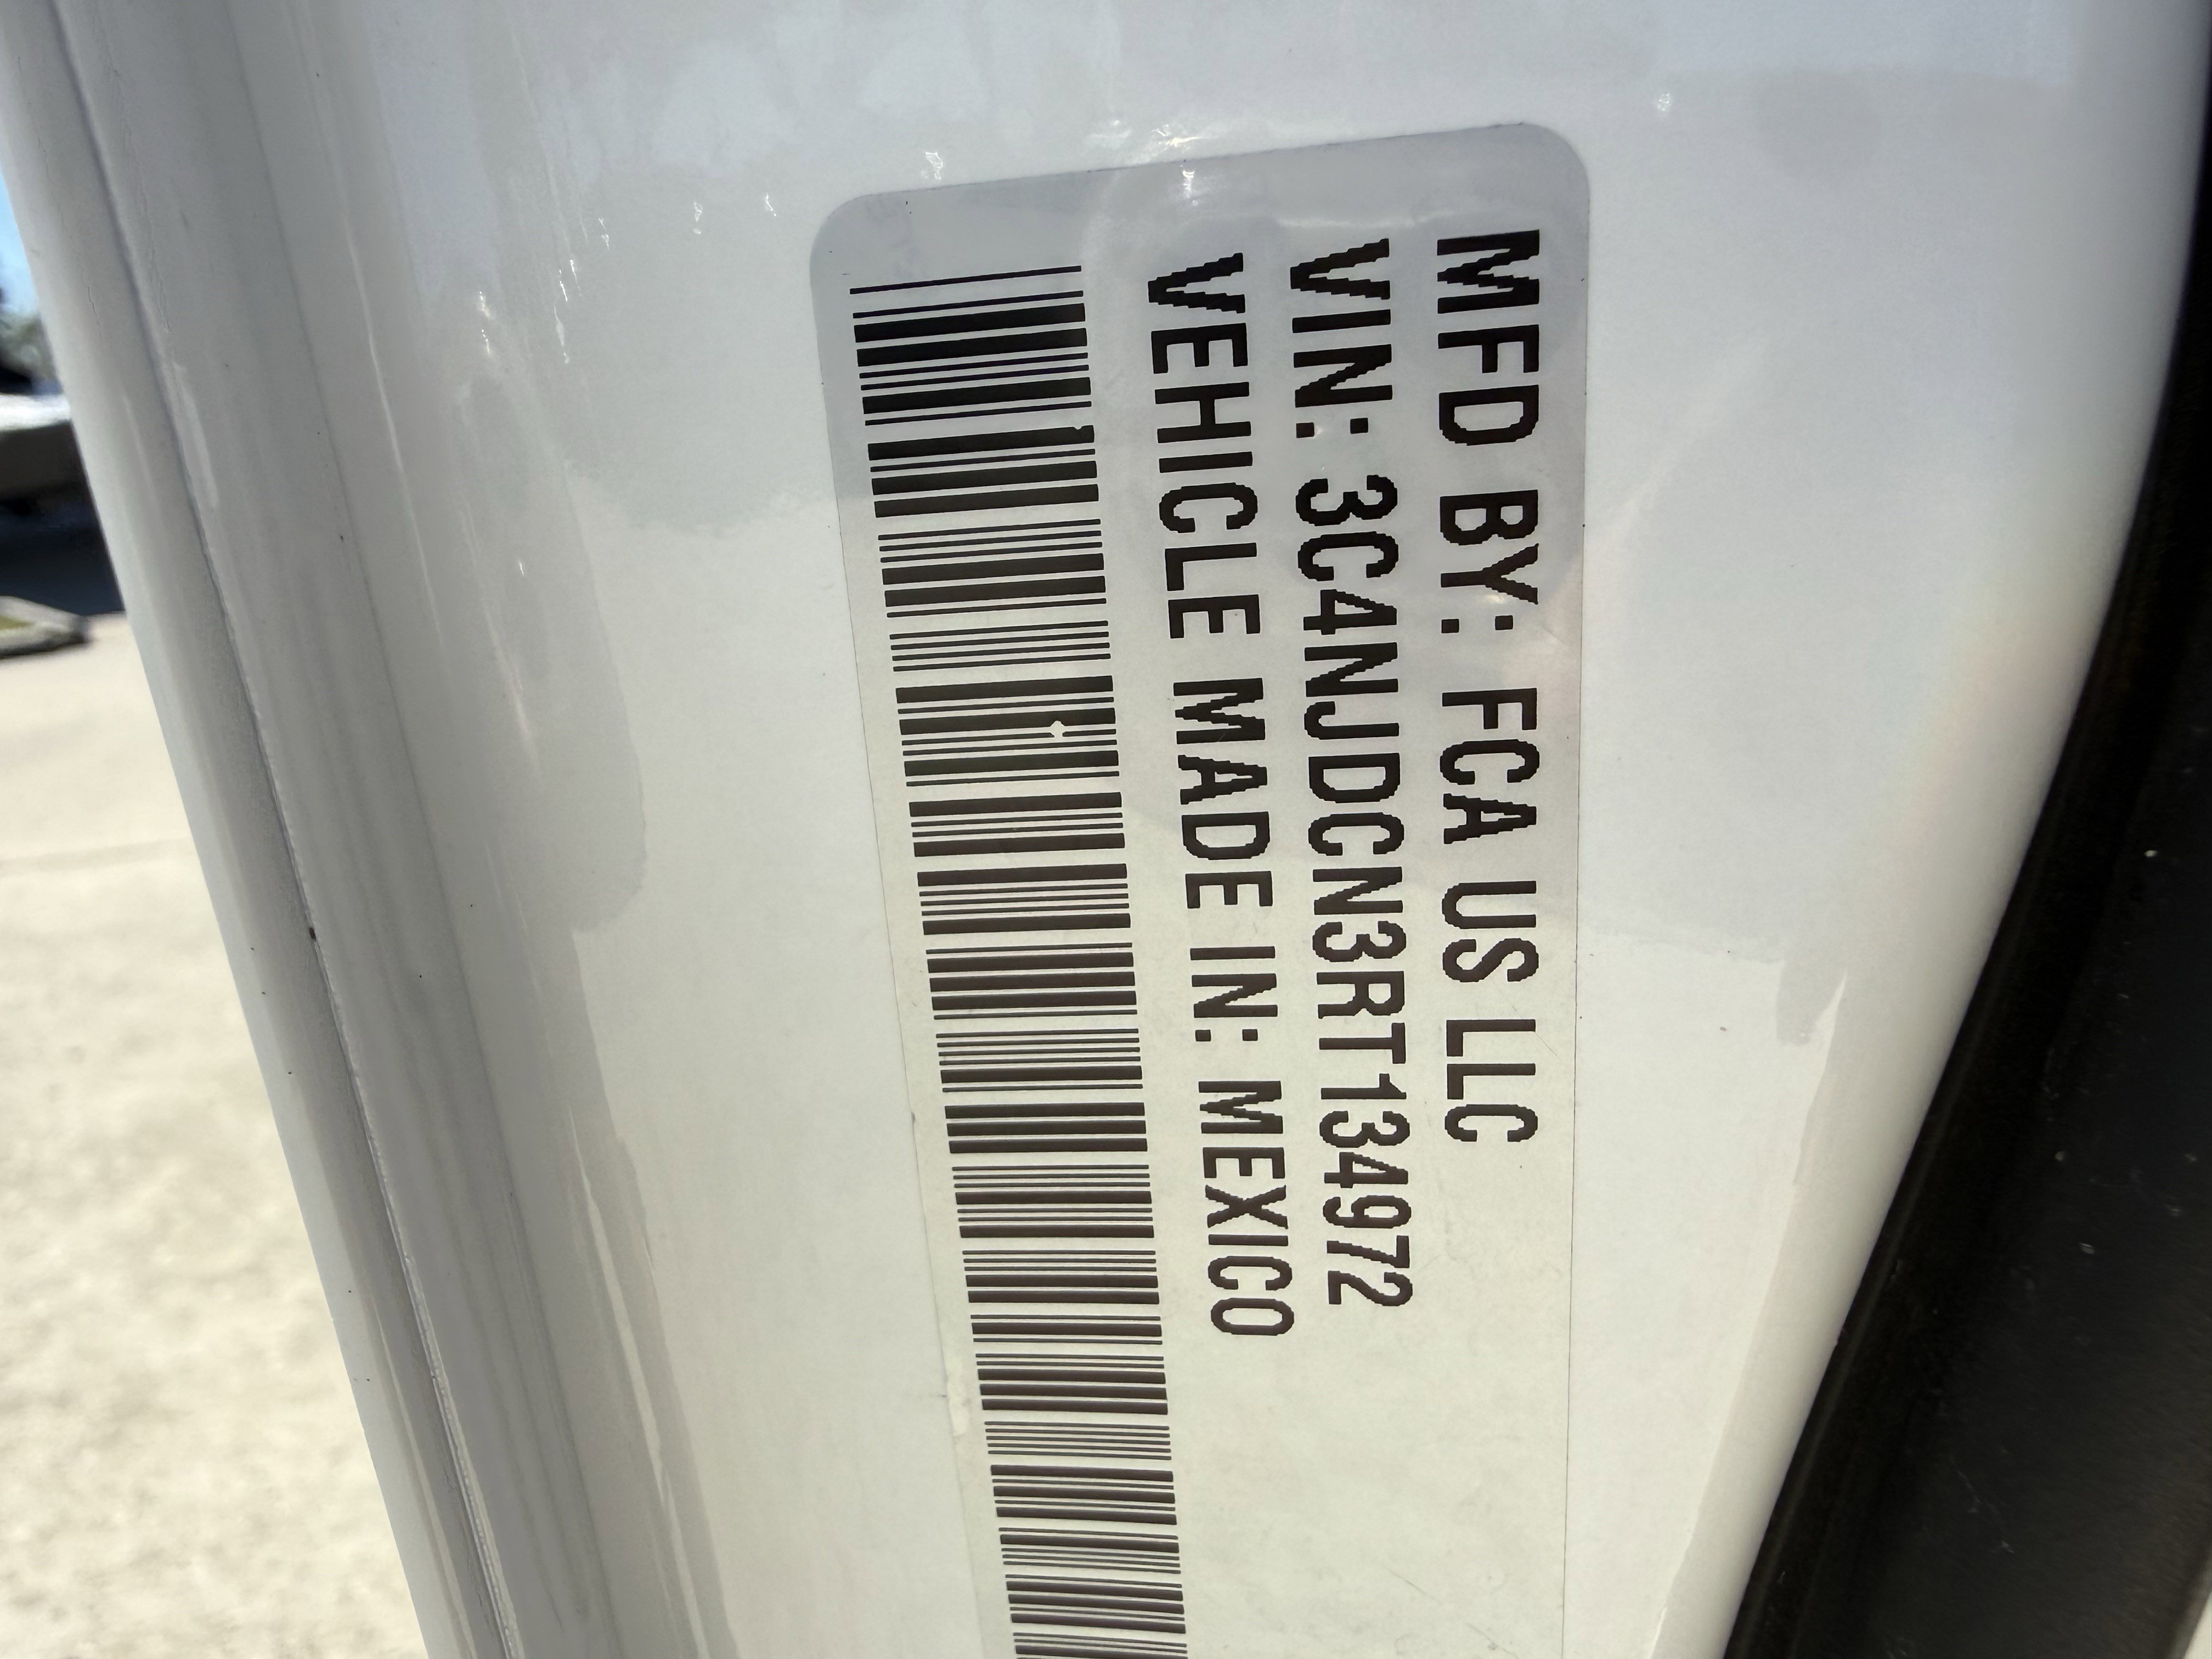 MFD BY: FCA US LLC
VIN: 3C4NJDCN3RT134972
VEHICLE MADE IN: MEXICO